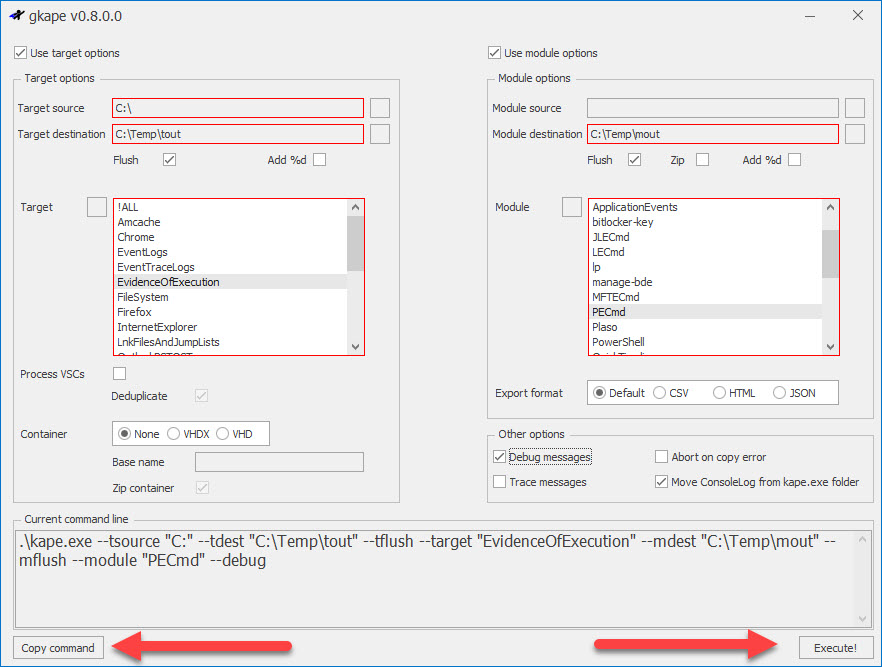 gkape v0.8.0.0
Use target options
Use module options
Target options
Module options
Target source C:\
Module source
Target destination C:\Temp\tout
Module destination C:\Temp\mout
Flush Add %d
Flush Zip Add %d
Target
!ALL
Amcache
Chrome
EventLogs
EventTraceLogs
EvidenceOfExecution
FileSystem
Firefox
InternetExplorer
LnkFilesAndJumpLists
Module
ApplicationEvents
bitlocker-key
JLECmd
LECmd
lp
manage-bde
MFTECmd
PECmd
Plaso
PowerShell
Process VSCs
Deduplicate
Export format Default CSV HTML JSON
Container None VHDX VHD
Base name
Zip container
Other options
Debug messages Abort on copy error
Trace messages Move ConsoleLog from kape.exe folder
Current command line
.\kape.exe --tsource "C:" --tdest "C:\Temp\tout" --tflush --target "EvidenceOfExecution" --mdest "C:\Temp\mout" --
mflush --module "PECmd" --debug
Copy command
Execute!